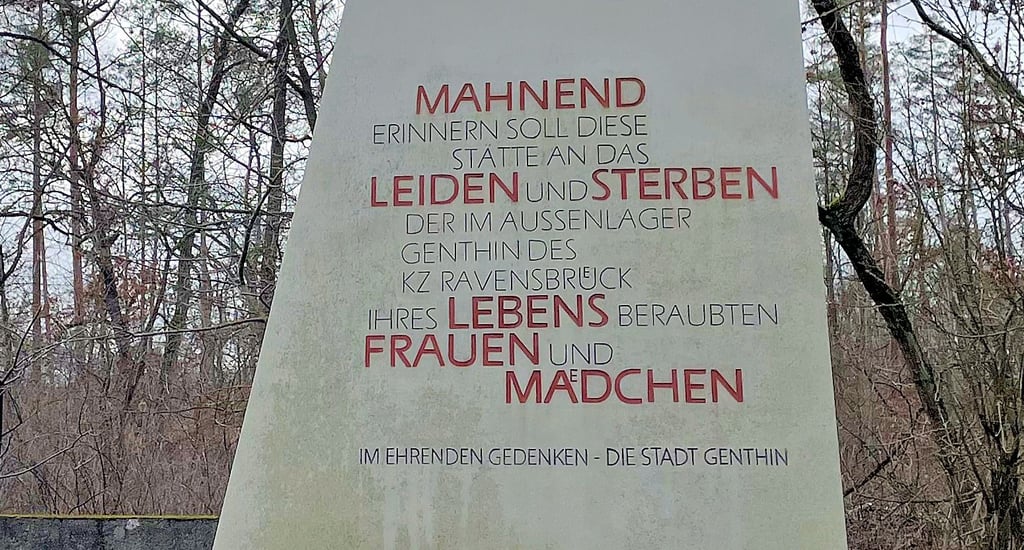 MAHNEND
ERINNERN SOLL DIESE
STÄTTE AN DAS
LEIDEN UND STERBEN
DER IM AUSSENLAGER
GENTHIN DES
KZ RAVENSBRÜCK
IHRES LEBENS BERAUBTEN
FRAUEN UND
MÄDCHEN
IM EHRENDEN GEDENKEN - DIE STADT GENTHIN